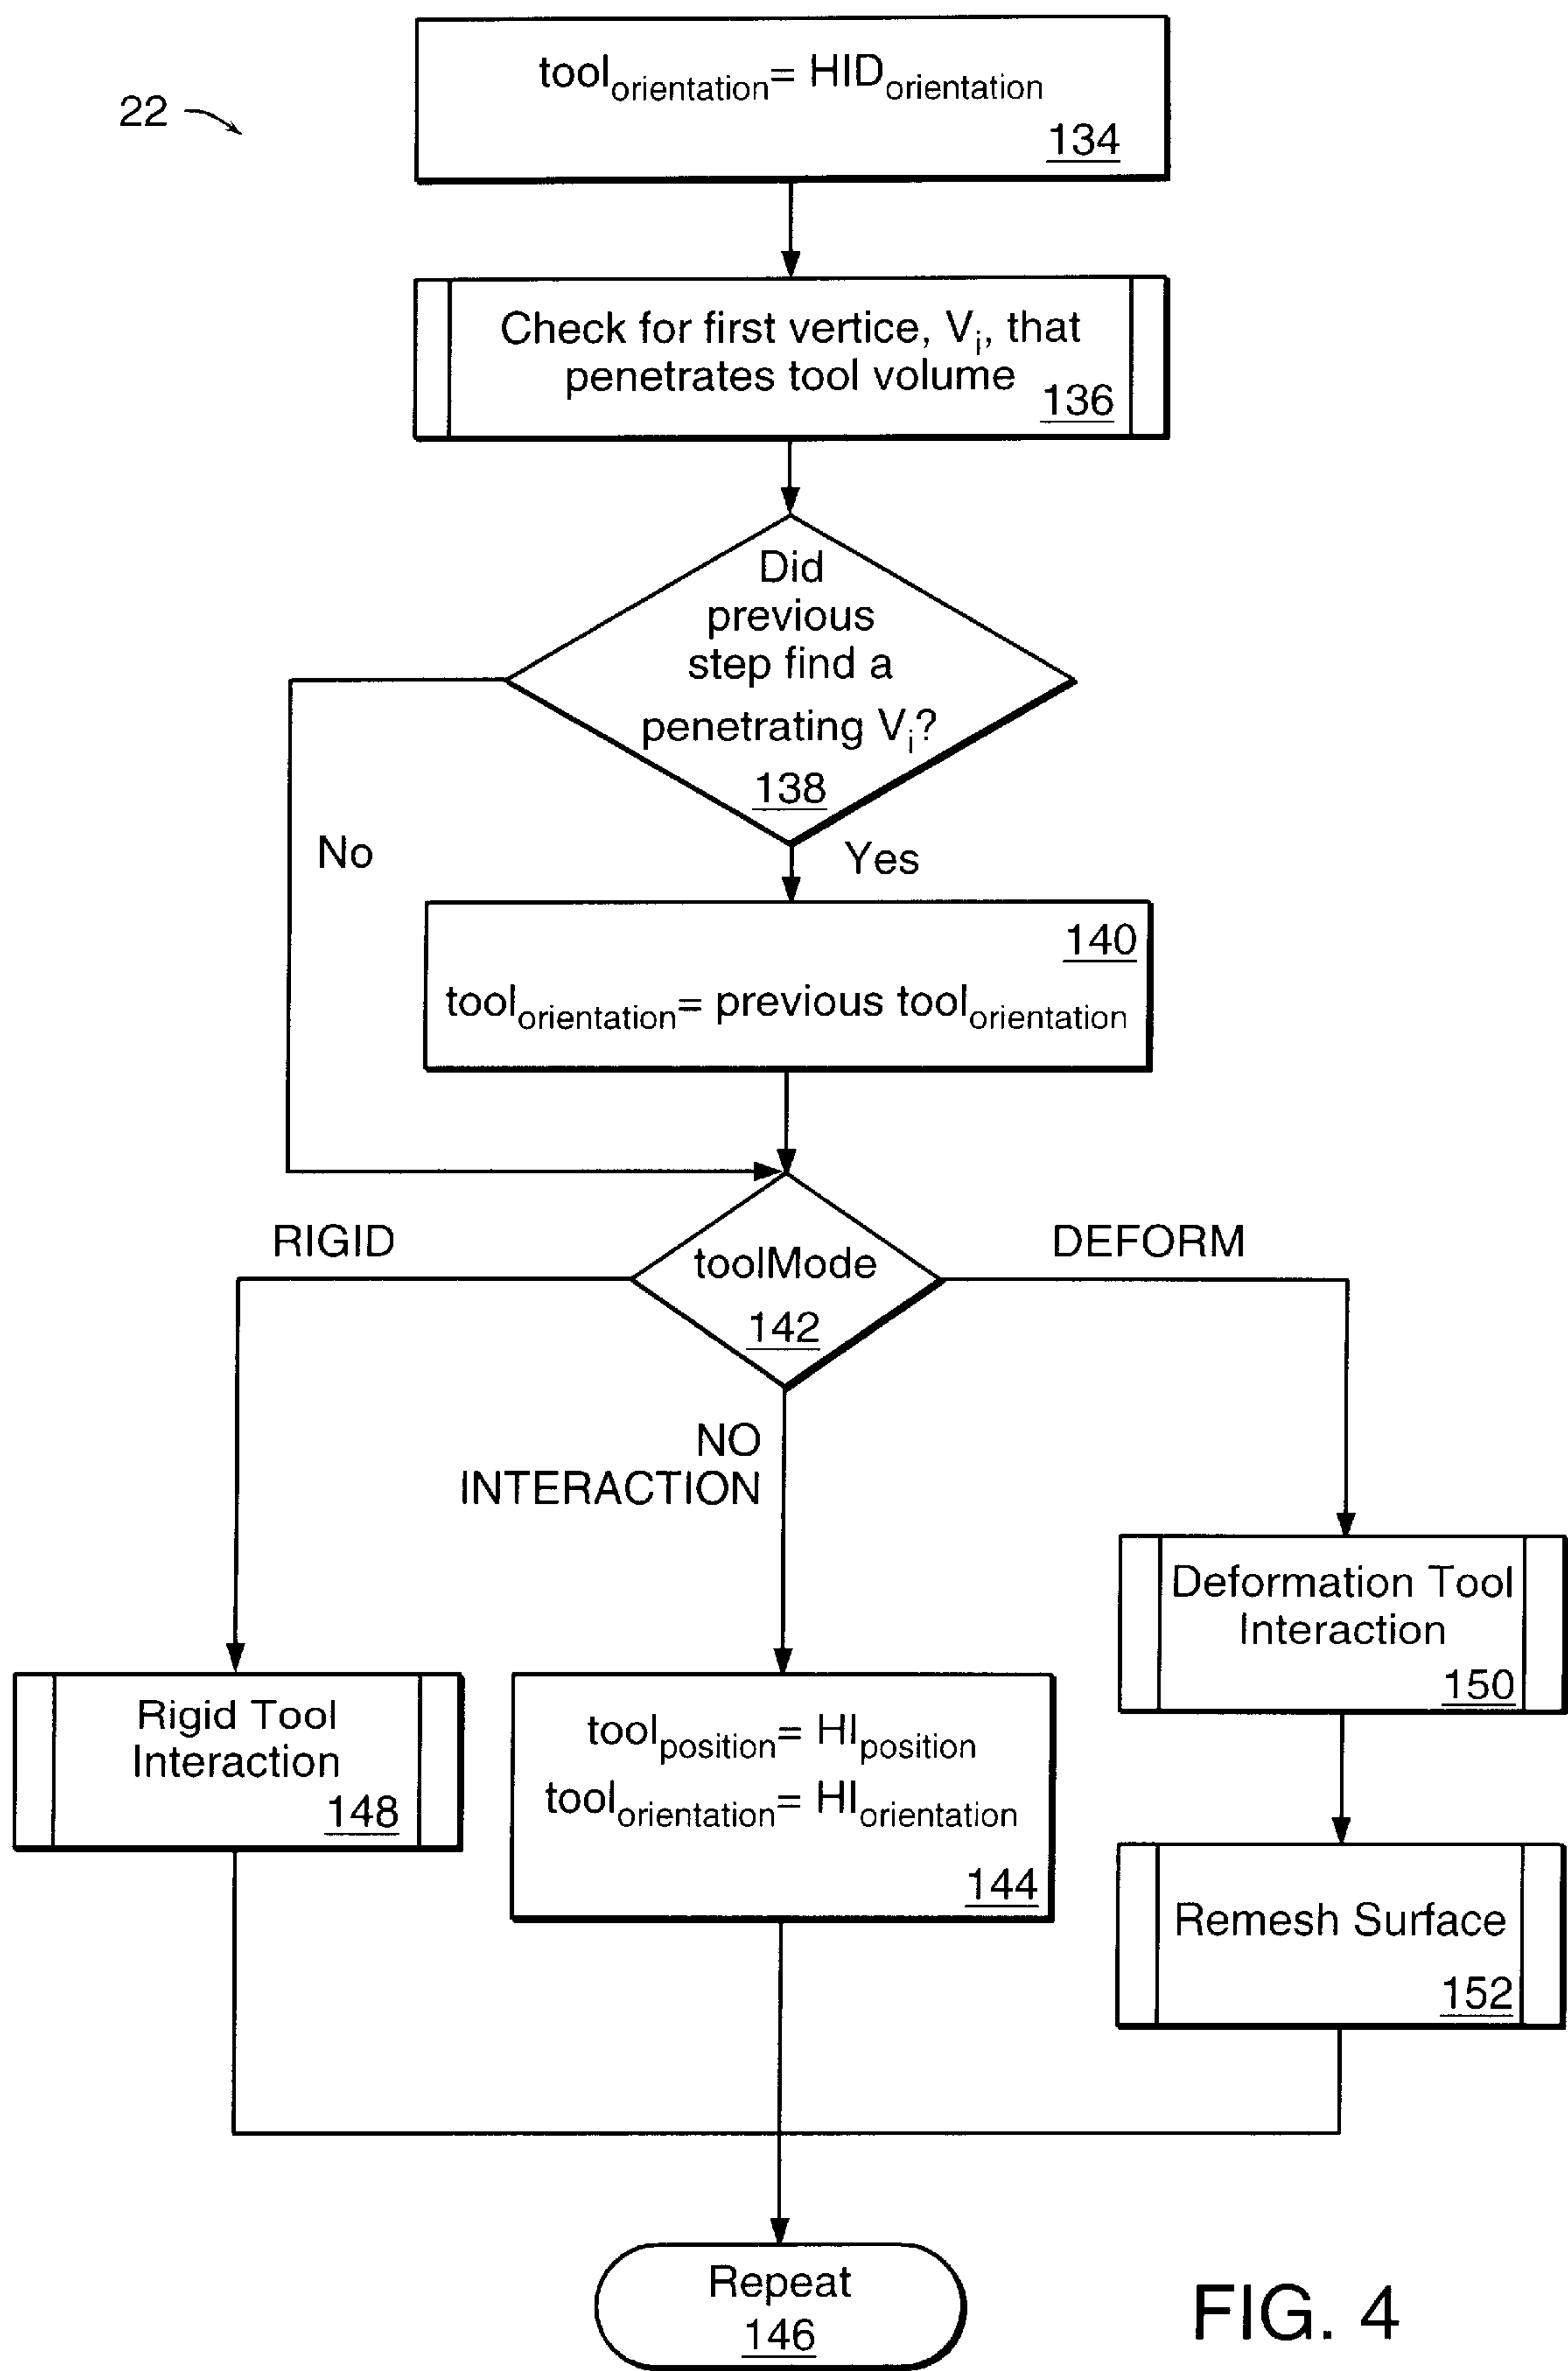 22
tool_orientation = HID_orientation
134
Check for first vertice, V_i, that
penetrates tool volume
136
Did
previous
step find a
penetrating V_i?
138
No
Yes
140
tool_orientation = previous tool_orientation
RIGID
toolMode
142
DEFORM
NO
INTERACTION
Deformation Tool
Interaction
150
Rigid Tool
Interaction
148
tool_position = HI_position
tool_orientation = HI_orientation
144
Remesh Surface
152
Repeat
146
FIG. 4